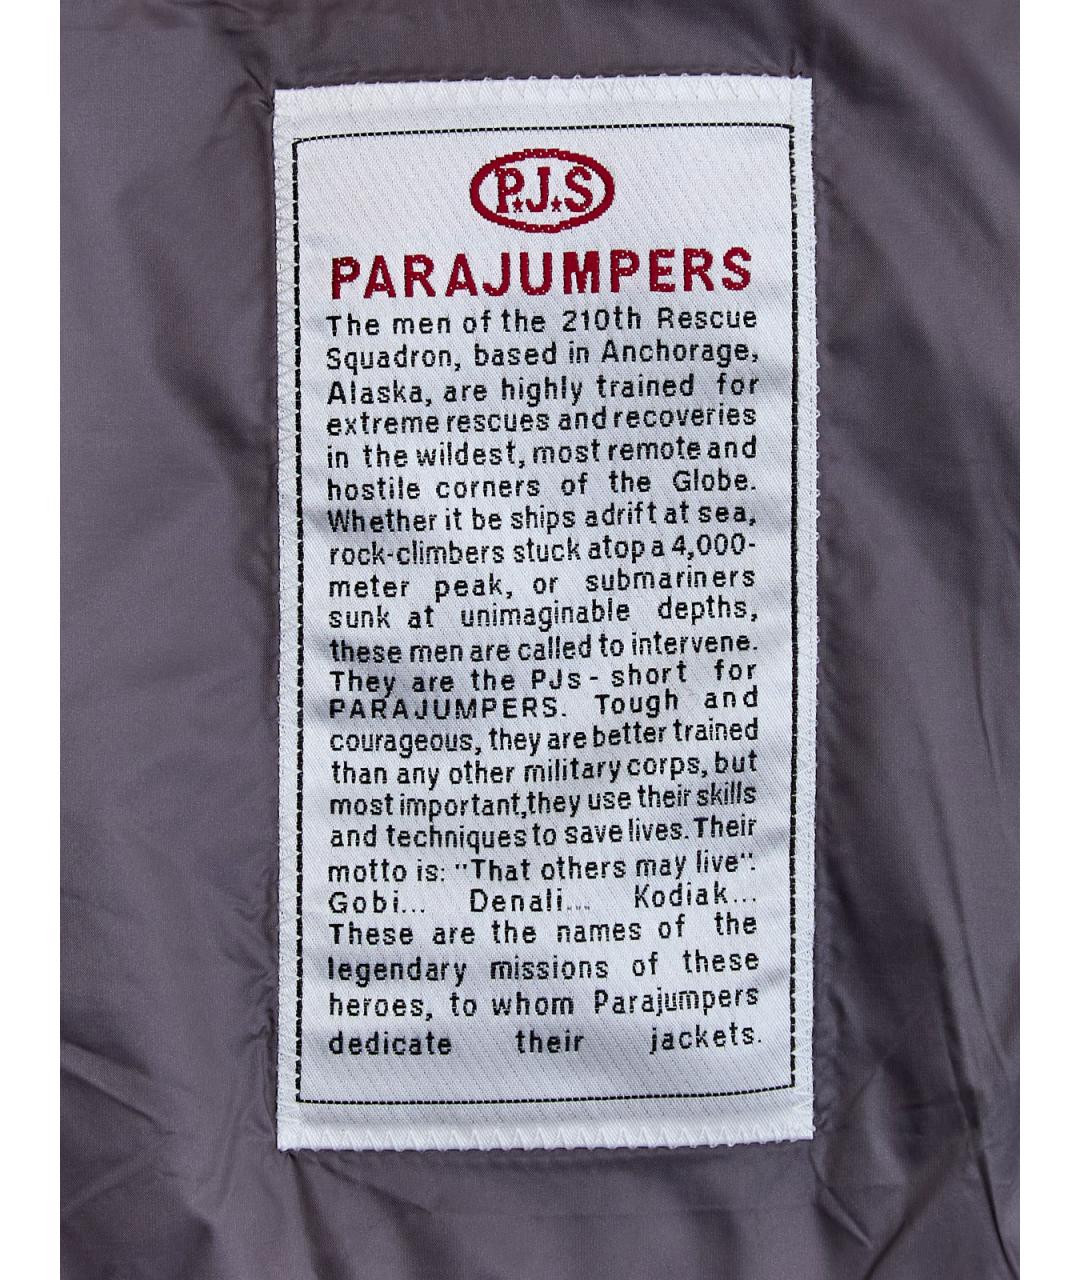 P.J.S
PARAJUMPERS
The men of the 210th Rescue
Squadron, based in Anchorage,
Alaska, are highly trained for
extreme rescues and recoveries
in the wildest, most remote and
hostile corners of the Globe.
Whether it be ships adrift at sea,
rock-climbers stuck atop a 4,000-
meter peak, or submariners
sunk at unimaginable depths,
these men are called to intervene.
They are the PJs - short for
PARAJUMPERS. Tough and
courageous, they are better trained
than any other military corps, but
most important,they use their skills
and techniques to save lives. Their
motto is: "That others may live".
Gobi... Denali... Kodiak...
These are the names of the
legendary missions of these
heroes, to whom Parajumpers
dedicate their jackets.